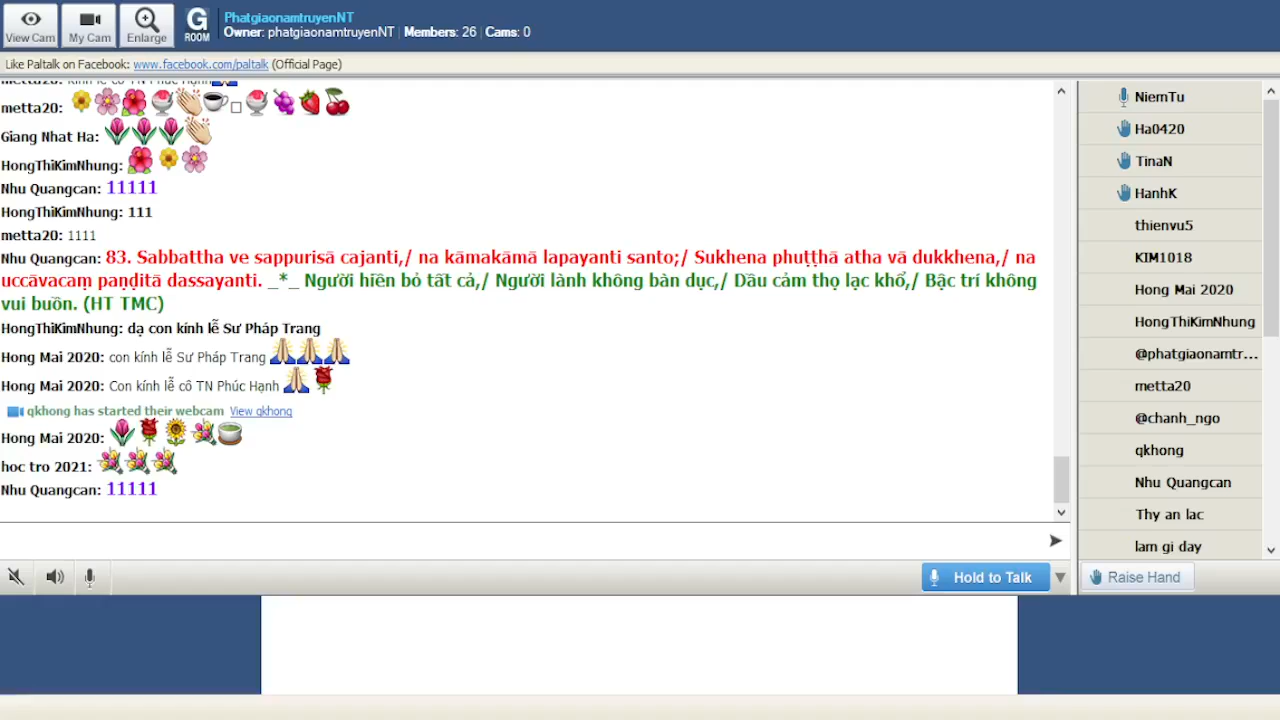 View Cam
My Cam
Enlarge
G
ROOM
PhatgiaonamtruyenNT
Owner: phatgiaonamtruyenNT | Members: 26 | Cams: 0
Like Paltalk on Facebook: www.facebook.com/paltalk (Official Page)
metta20: Kính lễ cô TN Phúc Hạnh
metta20:
Giang Nhat Ha:
HongThiKimNhung:
Nhu Quangcan: 11111
HongThiKimNhung: 111
metta20: 1111
Nhu Quangcan: 83. Sabbattha ve sappurisā cajanti,/ na kāmakāmā lapayanti santo;/ Sukhena phuṭṭhā atha vā dukkhena,/ na
uccāvacaṃ paṇḍitā dassayanti. _*_ Người hiền bỏ tất cả,/ Người lành không bàn dục,/ Dầu cảm thọ lạc khổ,/ Bậc trí không
vui buồn. (HT TMC)
HongThiKimNhung: dạ con kính lễ Sư Pháp Trang
Hong Mai 2020: con kính lễ Sư Pháp Trang
Hong Mai 2020: Con kính lễ cô TN Phúc Hạnh
qkhong has started their webcam View qkhong
Hong Mai 2020:
hoc tro 2021:
Nhu Quangcan: 11111
Hold to Talk
NiemTu
Ha0420
TinaN
HanhK
thienvu5
KIM1018
Hong Mai 2020
HongThiKimNhung
@phatgiaonamtr...
metta20
@chanh_ngo
qkhong
Nhu Quangcan
Thy an lac
lam gi day
Raise Hand